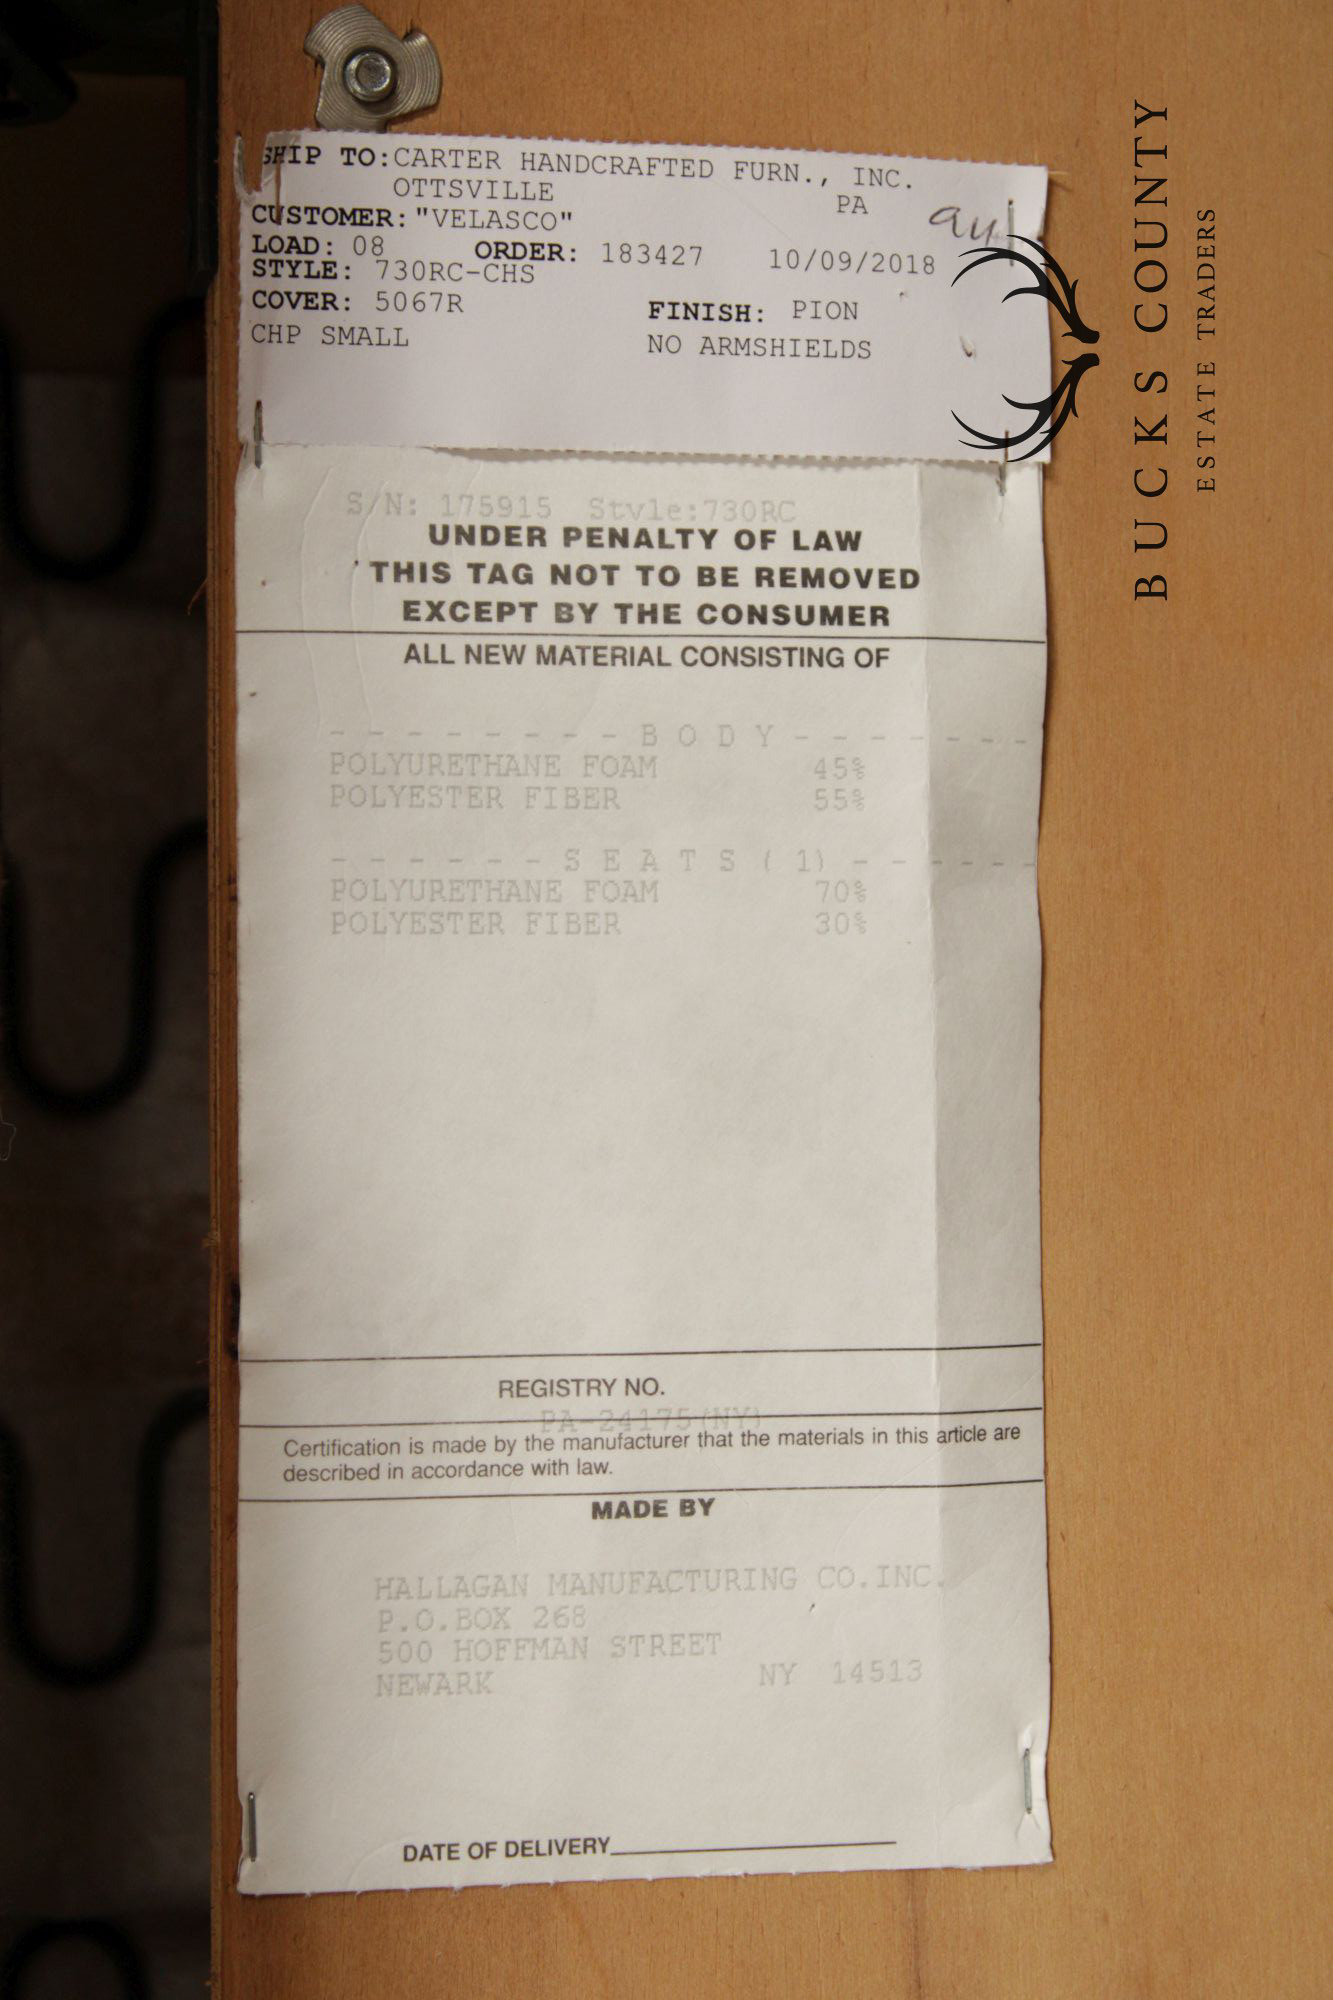 SHIP TO:CARTER HANDCRAFTED FURN., INC.
OTTSVILLE PA
CUSTOMER:"VELASCO"
LOAD: 08 ORDER: 183427 10/09/2018
STYLE: 730RC-CHS
COVER: 5067R FINISH: PION
CHP SMALL NO ARMSHIELDS
S/N: 175915 Style:730RC
UNDER PENALTY OF LAW
THIS TAG NOT TO BE REMOVED
EXCEPT BY THE CONSUMER
ALL NEW MATERIAL CONSISTING OF
- - - - - - - - B O D Y - - - - - - -
POLYURETHANE FOAM 45%
POLYESTER FIBER 55%
- - - - - - S E A T S ( 1) - - - - - -
POLYURETHANE FOAM 70%
POLYESTER FIBER 30%
REGISTRY NO.
PA-24175(NY)
Certification is made by the manufacturer that the materials in this article are
described in accordance with law.
MADE BY
HALLAGAN MANUFACTURING CO.INC.
P.O.BOX 268
500 HOFFMAN STREET
NEWARK NY 14513
DATE OF DELIVERY
BUCKS COUNTY
ESTATE TRADERS